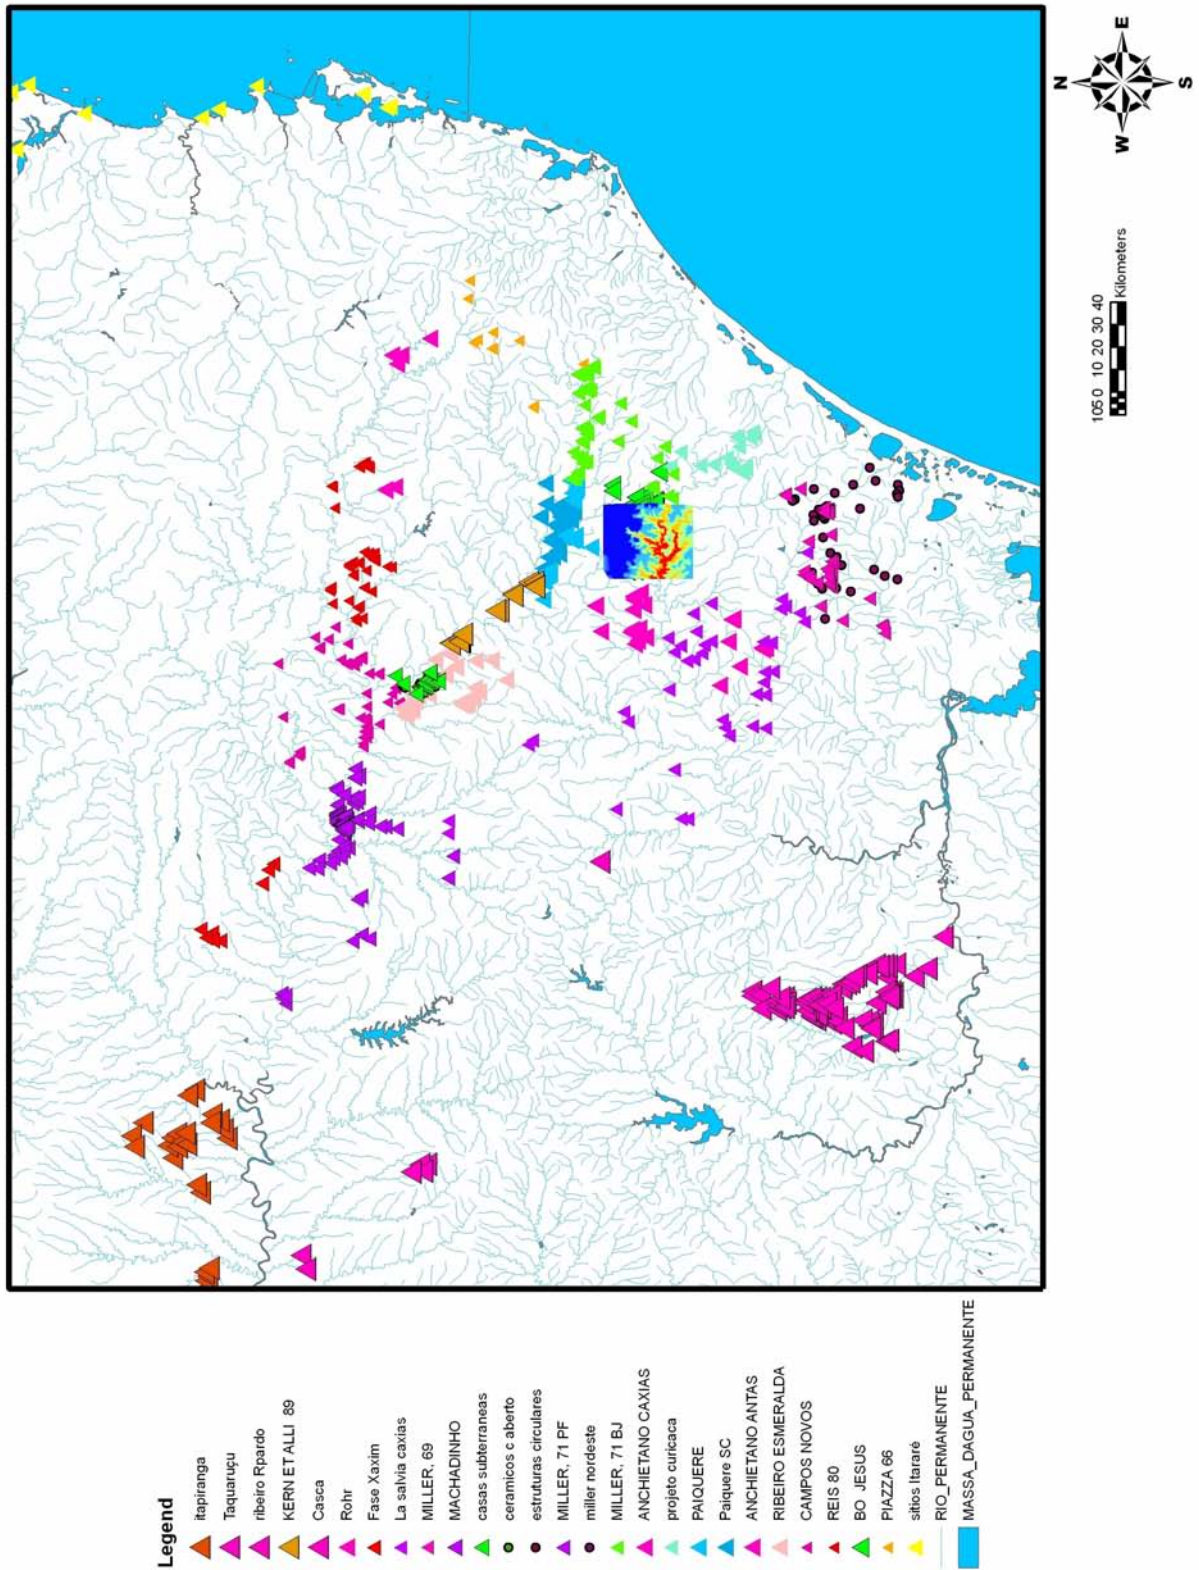 Legend
itapiranga
Taquaruçu
ribeiro Rpardo
KERN ET ALLI 89
Casca
Rohr
Fase Xaxim
La salvia caxias
MILLER, 69
MACHADINHO
casas subterraneas
ceramicos c aberto
estruturas circulares
MILLER, 71 PF
miller nordeste
MILLER, 71 BJ
ANCHIETANO CAXIAS
projeto curicaca
PAIQUERE
Paiquere SC
ANCHIETANO ANTAS
RIBEIRO ESMERALDA
CAMPOS NOVOS
REIS 80
BO JESUS
PIAZZA 66
sitios Itararé
RIO_PERMANENTE
MASSA_DAGUA_PERMANENTE
105 0 10 20 30 40
Kilometers
N
W E
S